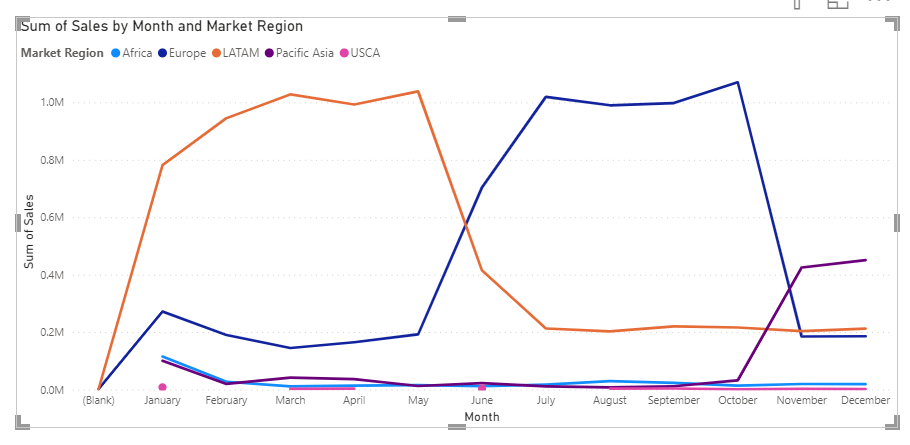 Sum of Sales by Month and Market Region
Market Region Africa Europe LATAM Pacific Asia USCA
1.0M
0.8M
0.6M
0.4M
0.2M
0.0M
Sum of Sales
(Blank) January February March April May June July August September October November December
Month